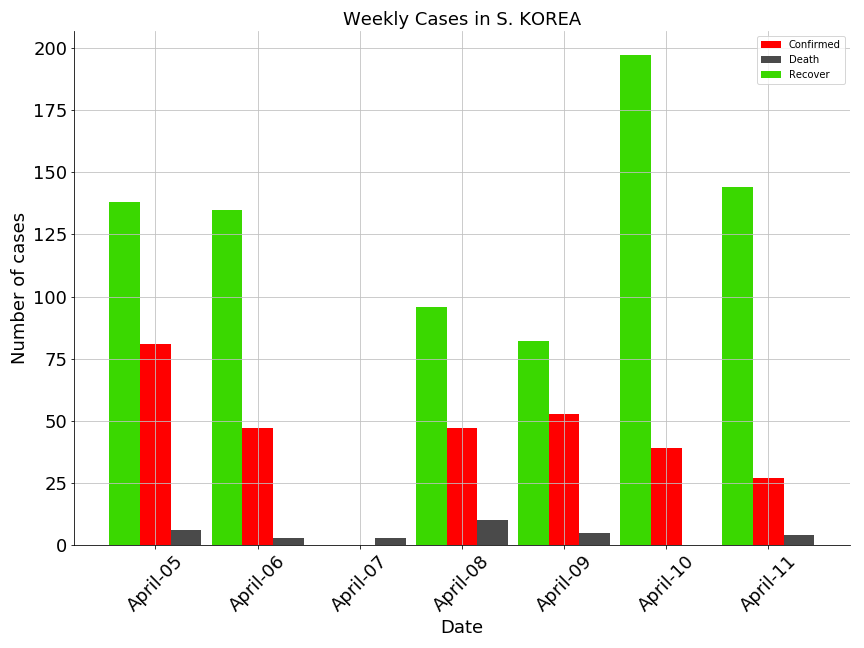 Weekly Cases in S. KOREA
Confirmed
Death
Recover
200
175
150
125
100
75
50
25
0
Number of cases
April-05
April-06
April-07
April-08
April-09
April-10
April-11
Date